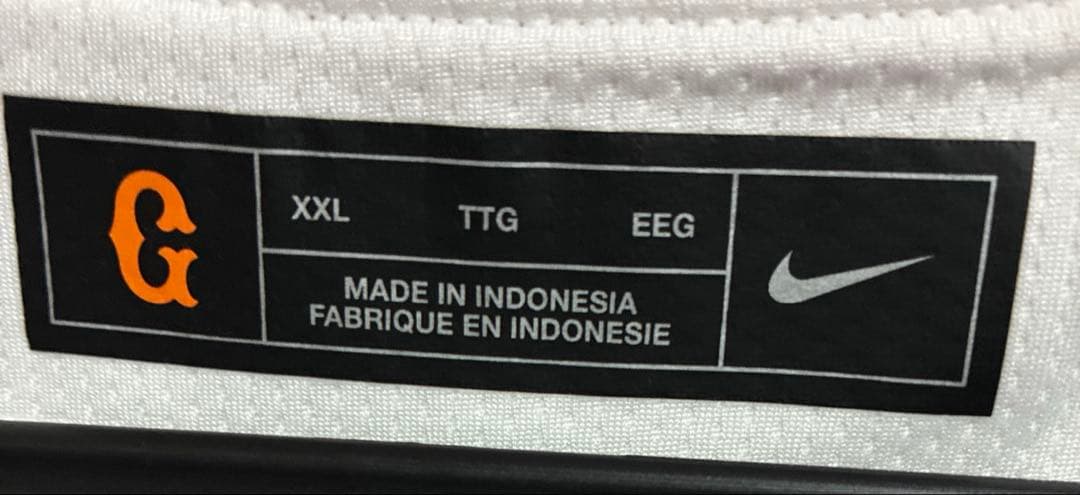 G
XXL TTG EEG
MADE IN INDONESIA
FABRIQUE EN INDONESIE